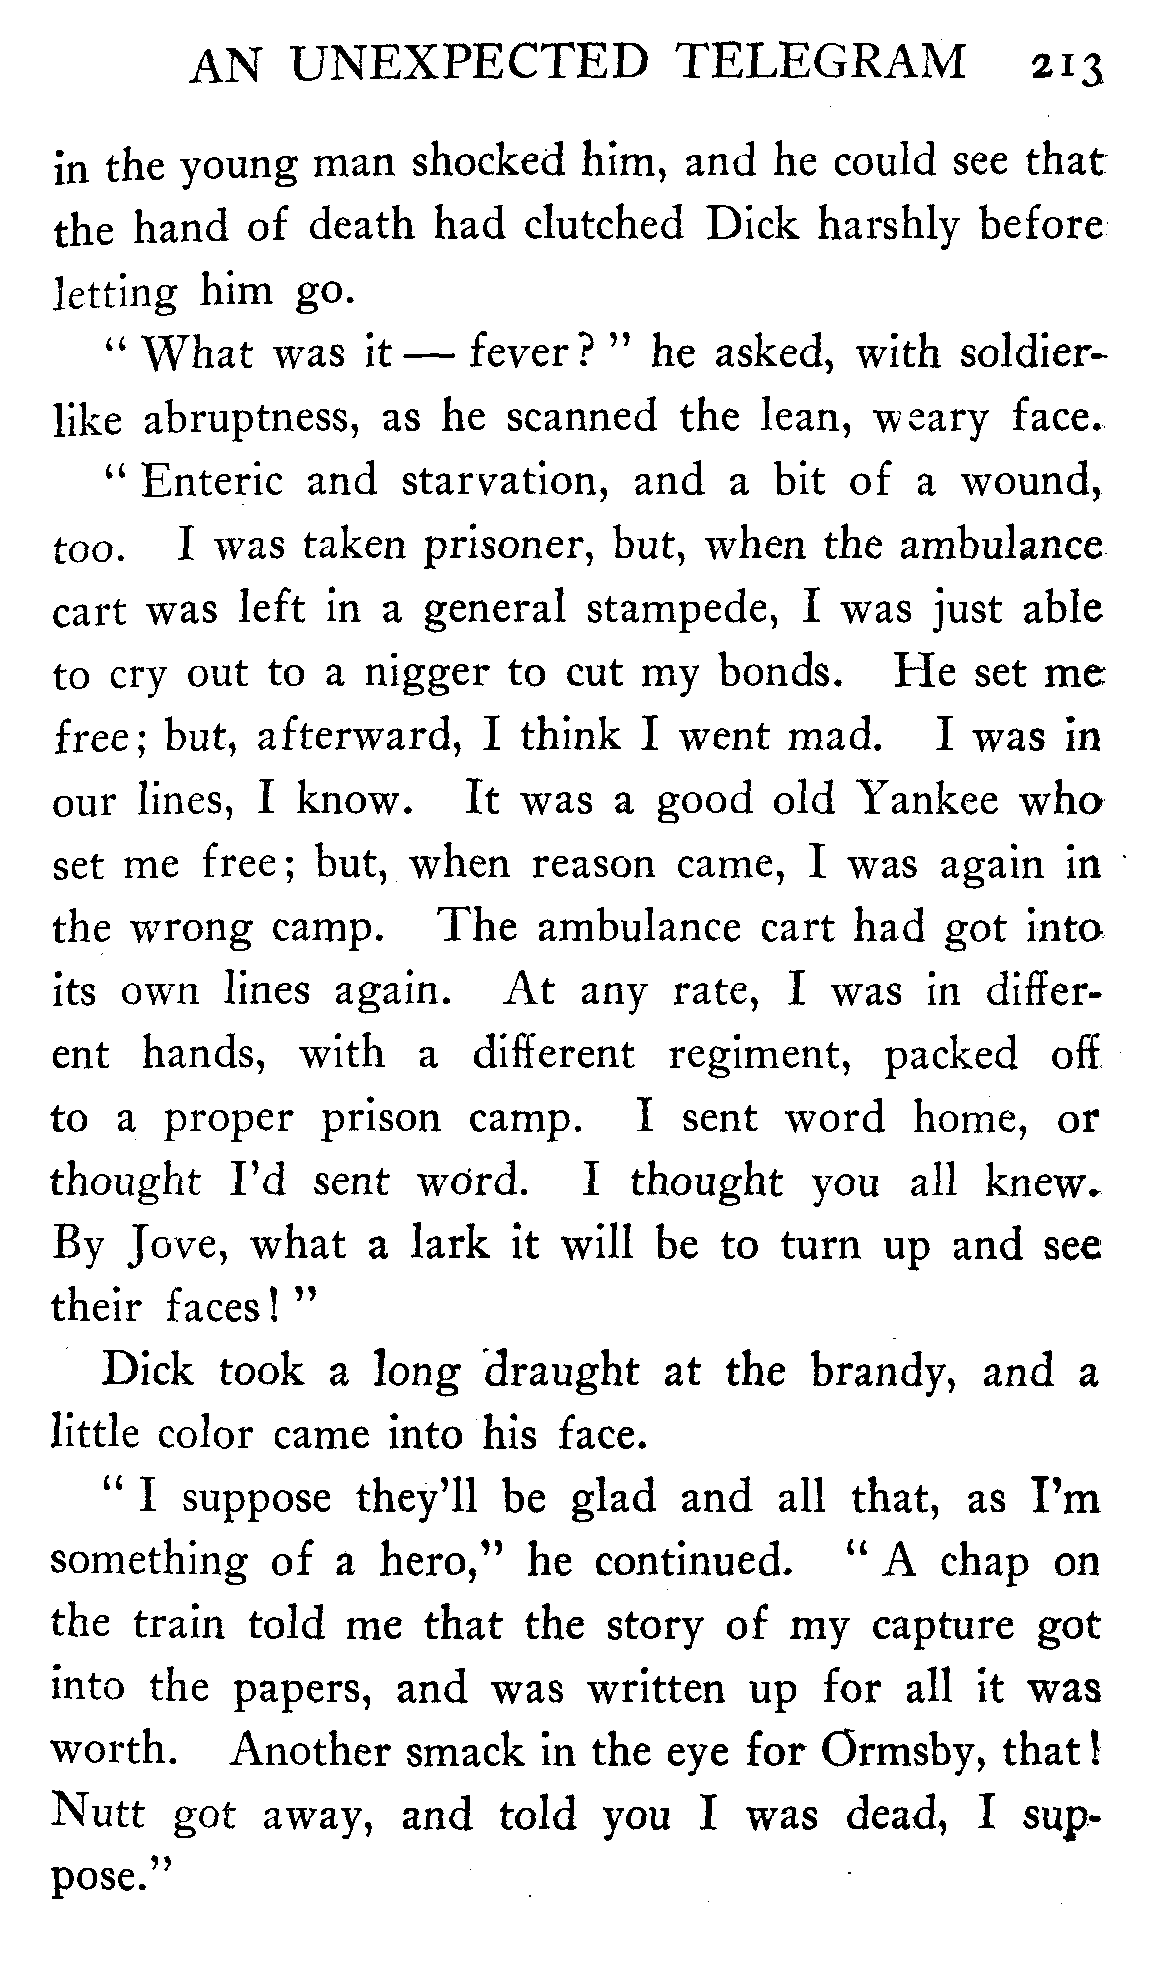 AN UNEXPECTED TELEGRAM 213
in the young man shocked him, and he could see that
the hand of death had clutched Dick harshly before
letting him go.
" What was it — fever? " he asked, with soldier-
like abruptness, as he scanned the lean, weary face.
" Enteric and starvation, and a bit of a wound,
too. I was taken prisoner, but, when the ambulance
cart was left in a general stampede, I was just able
to cry out to a nigger to cut my bonds. He set me
free; but, afterward, I think I went mad. I was in
our lines, I know. It was a good old Yankee who
set me free; but, when reason came, I was again in
the wrong camp. The ambulance cart had got into
its own lines again. At any rate, I was in differ-
ent hands, with a different regiment, packed off
to a proper prison camp. I sent word home, or
thought I'd sent word. I thought you all knew.
By Jove, what a lark it will be to turn up and see
their faces! "
Dick took a long draught at the brandy, and a
little color came into his face.
" I suppose they'll be glad and all that, as I'm
something of a hero," he continued. " A chap on
the train told me that the story of my capture got
into the papers, and was written up for all it was
worth. Another smack in the eye for Ormsby, that!
Nutt got away, and told you I was dead, I sup-
pose."